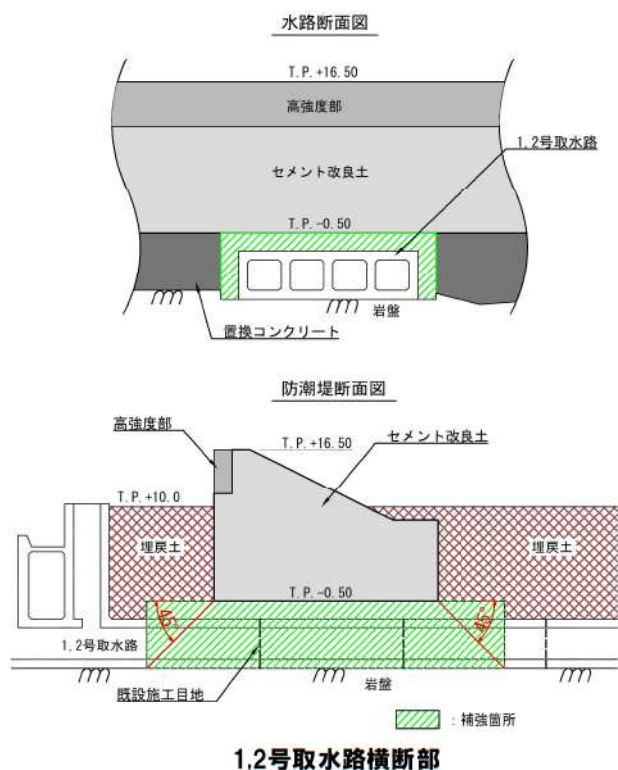 水路断面図
T.P.+16.50
高強度部
1,2号取水路
セメント改良土
T.P.-0.50
岩盤
置換コンクリート
防潮堤断面図
高強度部
T.P.+16.50
セメント改良土
T.P.+10.0
埋戻土
埋戻土
T.P.-0.50
45°
45°
1,2号取水路
既設施工目地
岩盤
：補強箇所
1,2号取水路横断部